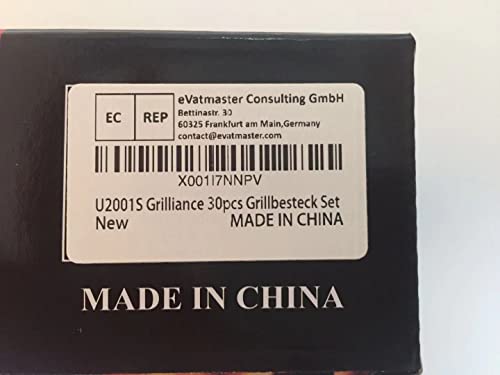 EC REP eVatmaster Consulting GmbH
Bettinastr. 30
60325 Frankfurt am Main,Germany
contact@evatmaster.com
X001I7NNPV
U2001S Grilliance 30pcs Grillbesteck Set
New MADE IN CHINA
MADE IN CHINA